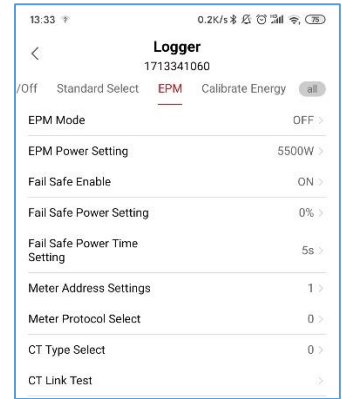 13:33 0.2K/s 75
Logger
1713341060
/Off Standard Select EPM Calibrate Energy all
EPM Mode OFF
EPM Power Setting 5500W
Fail Safe Enable ON
Fail Safe Power Setting 0%
Fail Safe Power Time
Setting 5s
Meter Address Settings 1
Meter Protocol Select 0
CT Type Select 0
CT Link Test